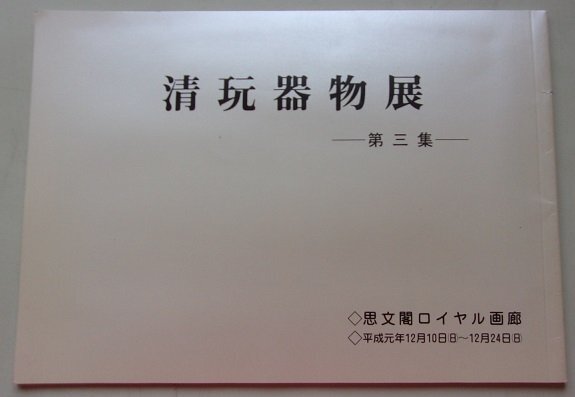 清玩器物展
──第三集──
◇思文閣ロイヤル画廊
◇平成元年12月10日㈰〜12月24日㈰